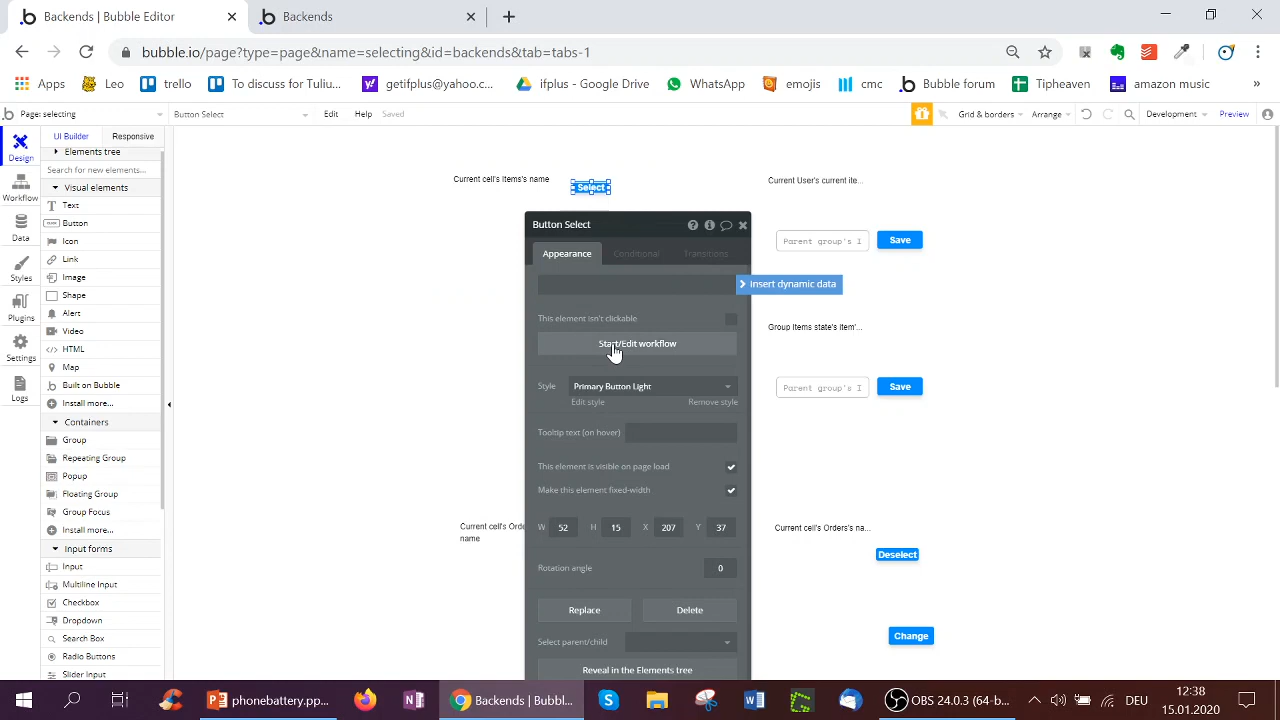 Backends | Bubble Editor
Backends
bubble.io/page?type=page&name=selecting&id=backends&tab=tabs-1
Apps
Leo
trello
To discuss for Tuliu...
getifplus@yahoo.c...
ifplus - Google Drive
WhatsApp
emojis
cmc
Bubble forum
Tipheaven
amazon music
»
Page: selecting
Button Select
Edit
Help
Saved
Grid & borders
Arrange
Development
Preview
Design
Workflow
Data
Styles
Plugins
Settings
Logs
UI Builder
Responsive
Elements tree
Search for new elements...
Visual elements
Text
CLICK
Button
Icon
Link
Image
Shape
Alert
Video
</> HTML
Map
Built on Bubble
Install more...
Containers
Group
Repeating Group
Popup
Floating Group
Group Focus
Install more...
Input forms
Input
Multiline Input
Checkbox
Dropdown
Search Box
Radio Buttons
Slider Input
Current cell's Items's name
Select
Current User's current ite...
Parent group's I
Save
Group Items state's item'...
Parent group's I
Save
Current cell's Orde
name
Current cell's Orders's na...
Deselect
Change
Button Select
Appearance
Conditional
Transitions
Insert dynamic data
This element isn't clickable
Start/Edit workflow
Style
Primary Button Light
Edit style
Remove style
Tooltip text (on hover)
This element is visible on page load
Make this element fixed-width
W 52 H 15 X 207 Y 37
Rotation angle
0
Replace
Delete
Select parent/child
Reveal in the Elements tree
phonebattery.pp...
Backends | Bubbl...
OBS 24.0.3 (64-b...
DEU
12:38
15.01.2020